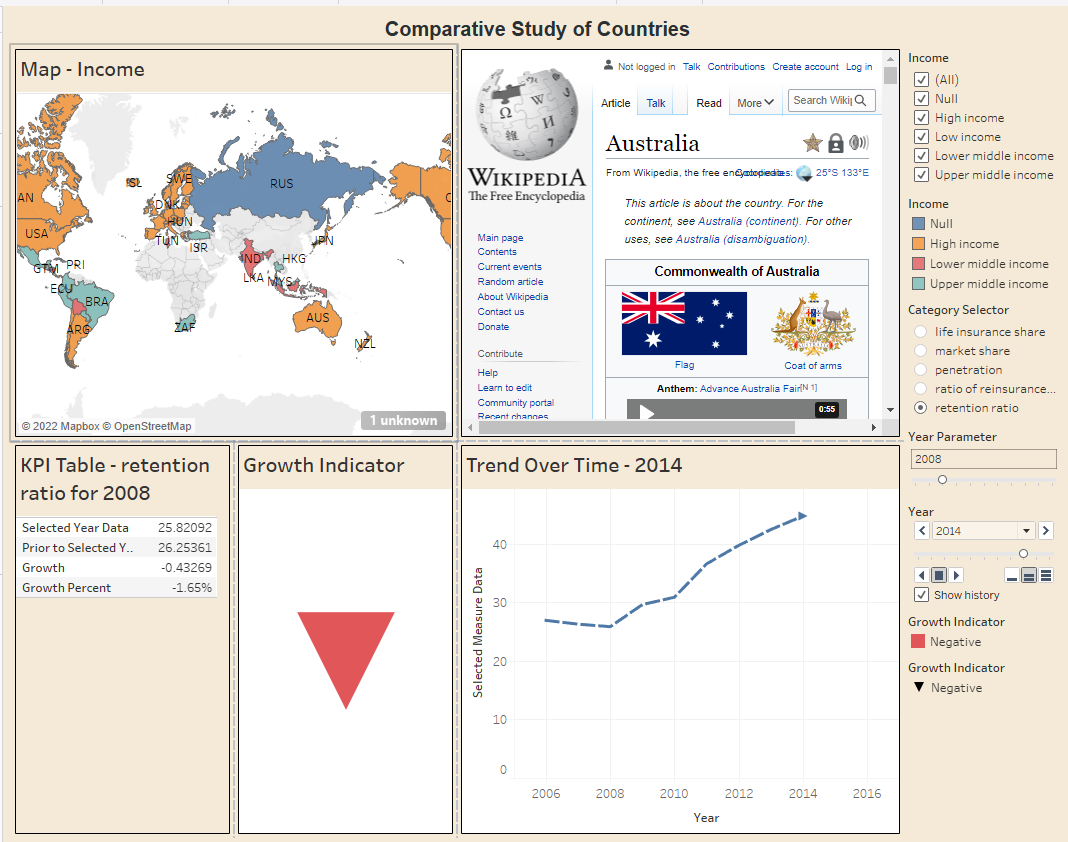 Comparative Study of Countries
Map - Income
AN
USA
GTM
PRI
ECU
BRA
ARG
ISL
SWE
DNK
HUN
TUN
ISR
RUS
JPN
IND
HKG
LKA
MYS
ZAF
AUS
NZL
C
© 2022 Mapbox © OpenStreetMap
1 unknown
WIKIPEDIA
The Free Encyclopedia
Main page
Contents
Current events
Random article
About Wikipedia
Contact us
Donate
Contribute
Help
Learn to edit
Community portal
Recent changes
Not logged in Talk Contributions Create account Log in
Article Talk Read More Search Wiki
Australia
From Wikipedia, the free encyclopedia
Coordinates: 25°S 133°E
This article is about the country. For the
continent, see Australia (continent). For other
uses, see Australia (disambiguation).
Commonwealth of Australia
Flag
Coat of arms
Anthem: Advance Australia Fair[N 1]
0:55
KPI Table - retention
ratio for 2008
Selected Year Data 25.82092
Prior to Selected Y.. 26.25361
Growth -0.43269
Growth Percent -1.65%
Growth Indicator
Trend Over Time - 2014
Selected Measure Data
40
30
20
10
0
2006 2008 2010 2012 2014 2016
Year
Income
(All)
Null
High income
Low income
Lower middle income
Upper middle income
Income
Null
High income
Lower middle income
Upper middle income
Category Selector
life insurance share
market share
penetration
ratio of reinsurance...
retention ratio
Year Parameter
2008
Year
2014
Show history
Growth Indicator
Negative
Growth Indicator
Negative